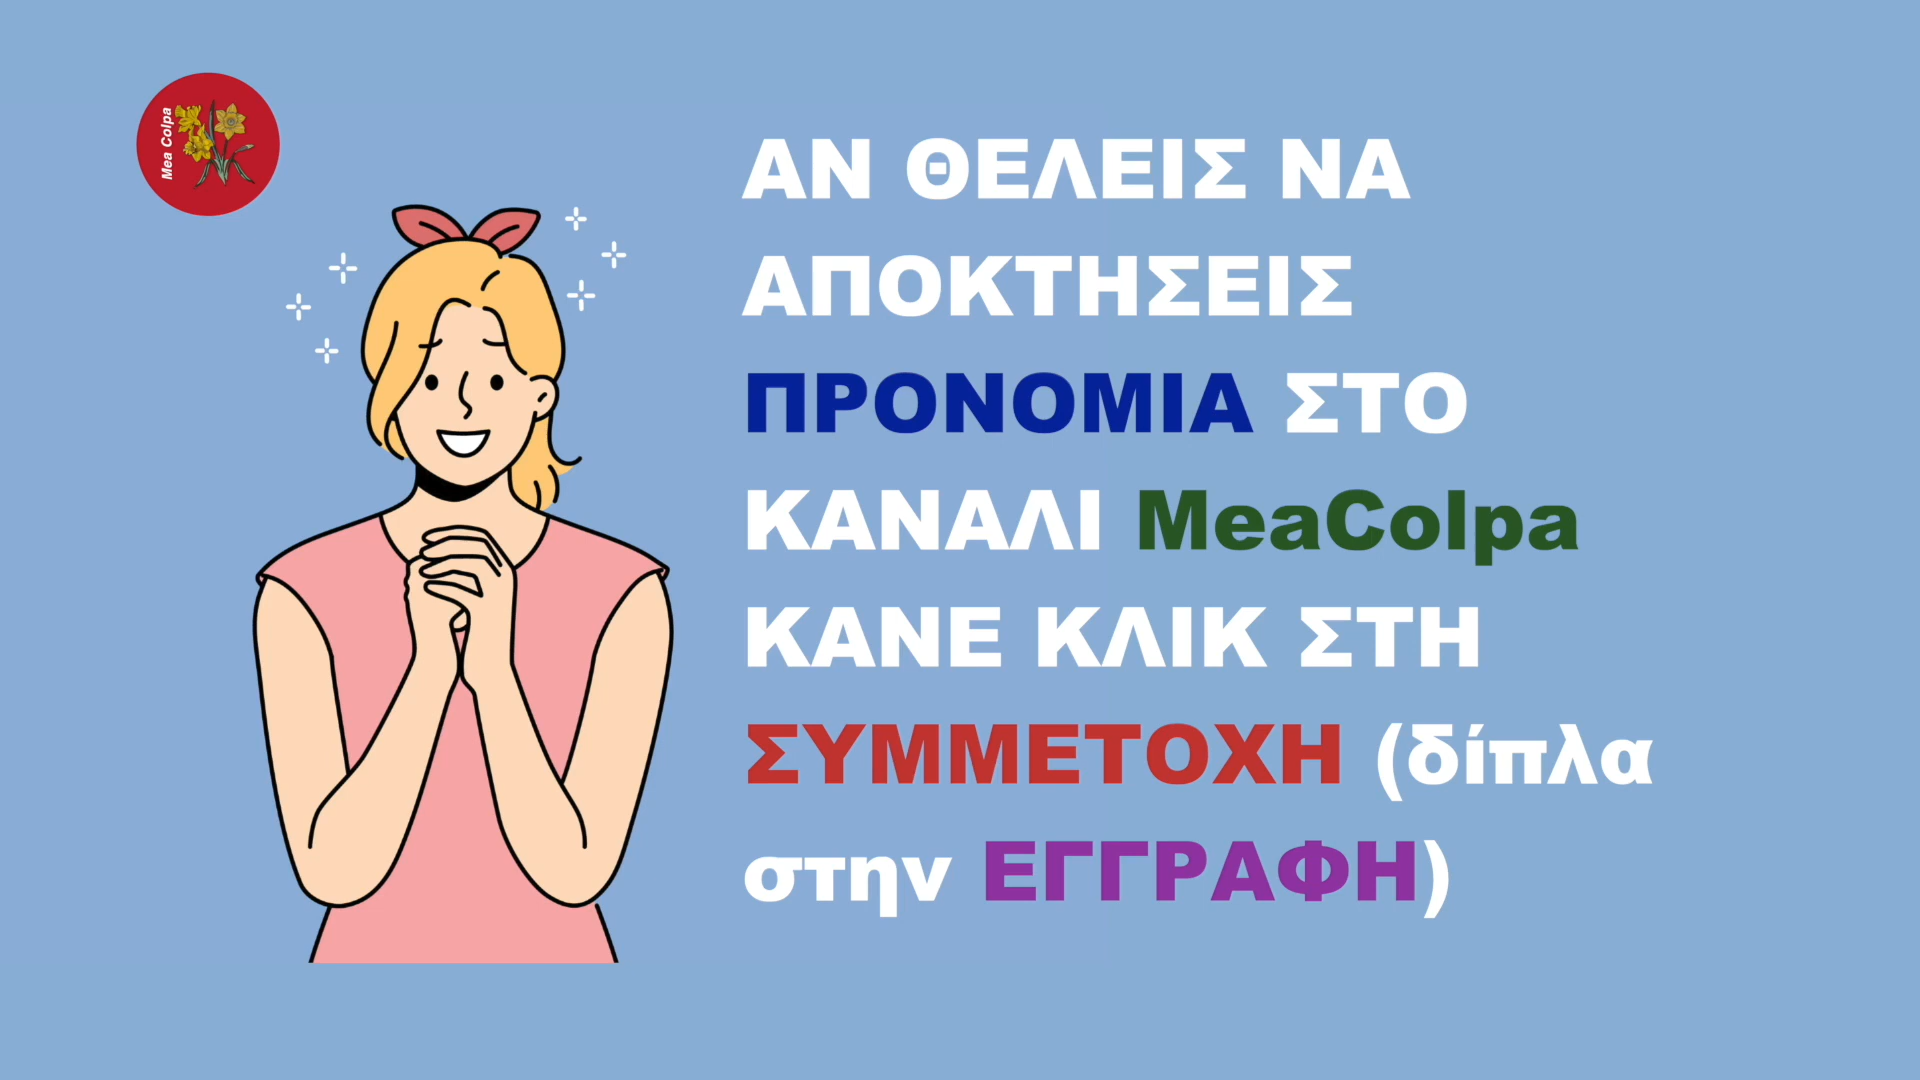 Mea Colpa
ΑΝ ΘΕΛΕΙΣ ΝΑ
ΑΠΟΚΤΗΣΕΙΣ
ΠΡΟΝΟΜΙΑ ΣΤΟ
ΚΑΝΑΛΙ MeaColpa
ΚΑΝΕ ΚΛΙΚ ΣΤΗ
ΣΥΜΜΕΤΟΧΗ (δίπλα
στην ΕΓΓΡΑΦΗ)